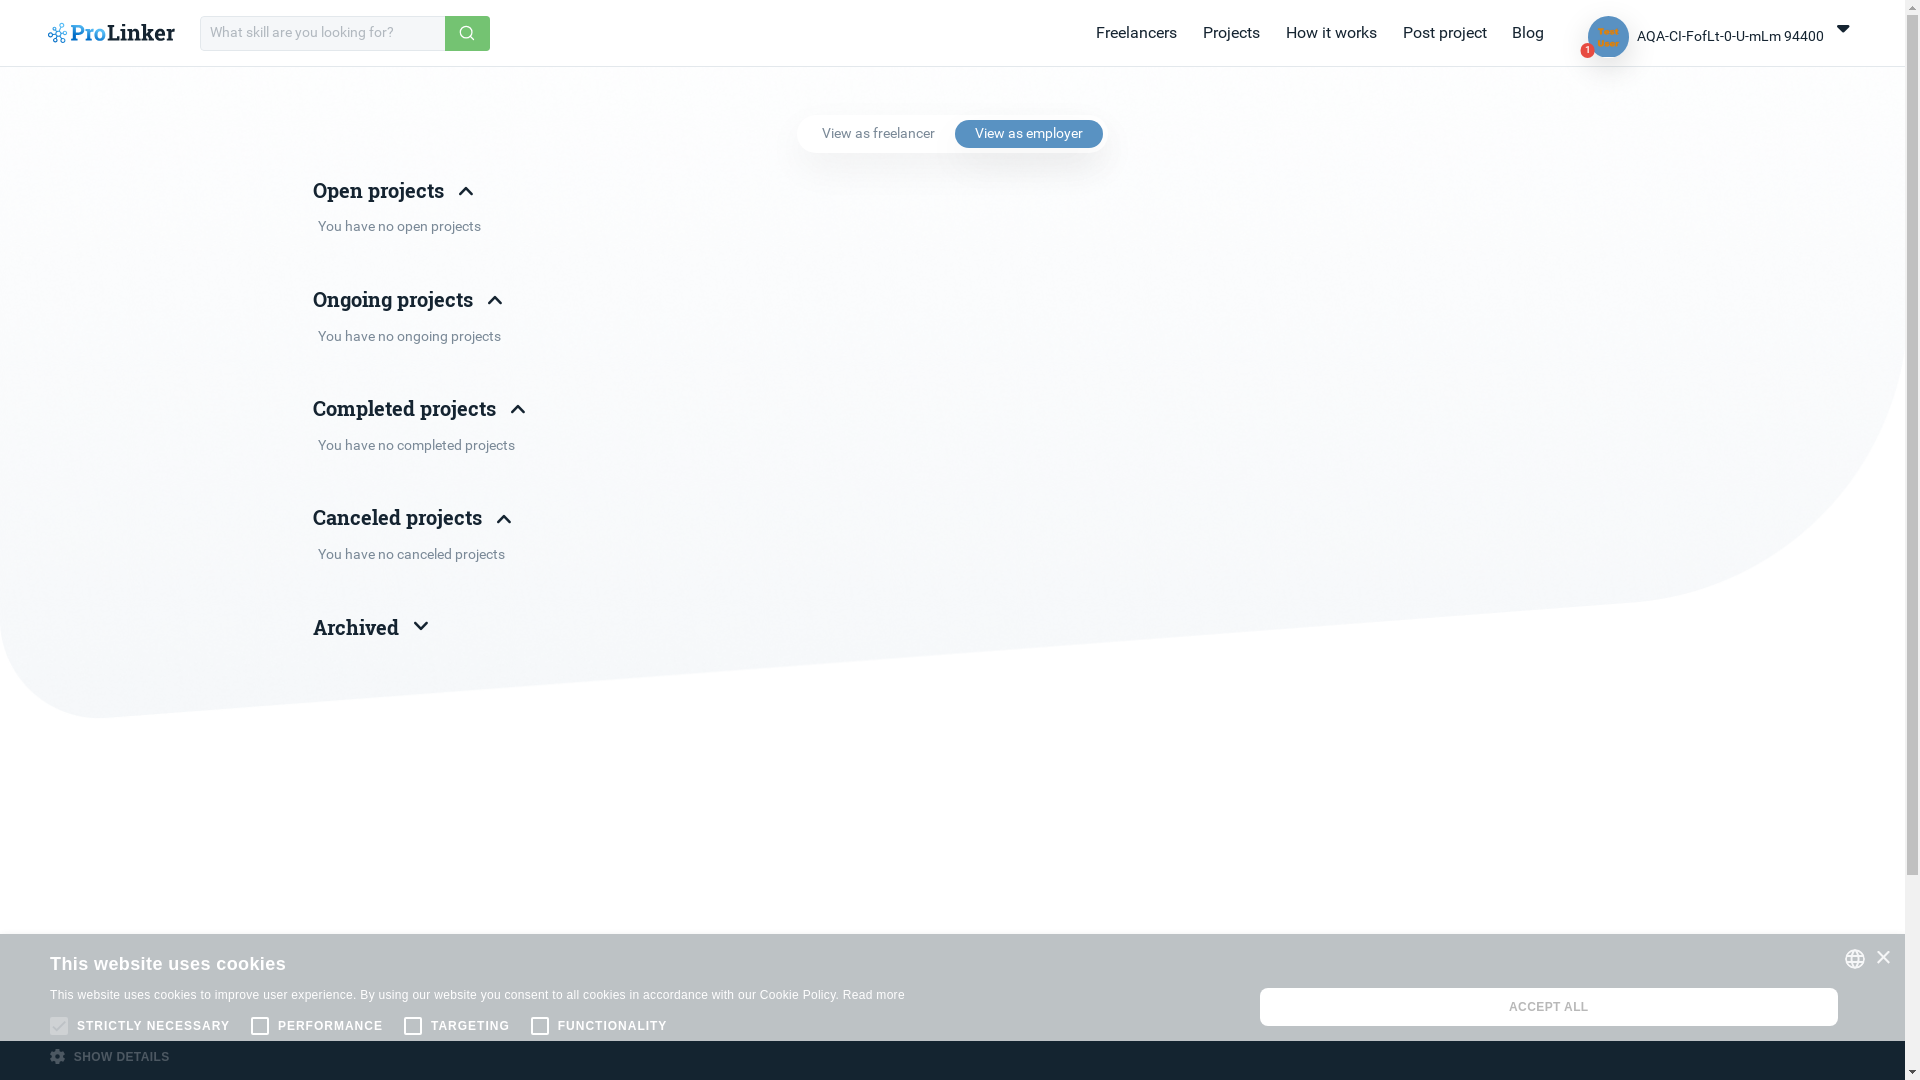 ProLinker
What skill are you looking for?
Freelancers
Projects
How it works
Post project
Blog
Test
User
1
AQA-CI-FofLt-0-U-mLm 94400
View as freelancer
View as employer
Open projects
You have no open projects
Ongoing projects
You have no ongoing projects
Completed projects
You have no completed projects
Canceled projects
You have no canceled projects
Archived
This website uses cookies
This website uses cookies to improve user experience. By using our website you consent to all cookies in accordance with our Cookie Policy. Read more
STRICTLY NECESSARY
PERFORMANCE
TARGETING
FUNCTIONALITY
SHOW DETAILS
ACCEPT ALL